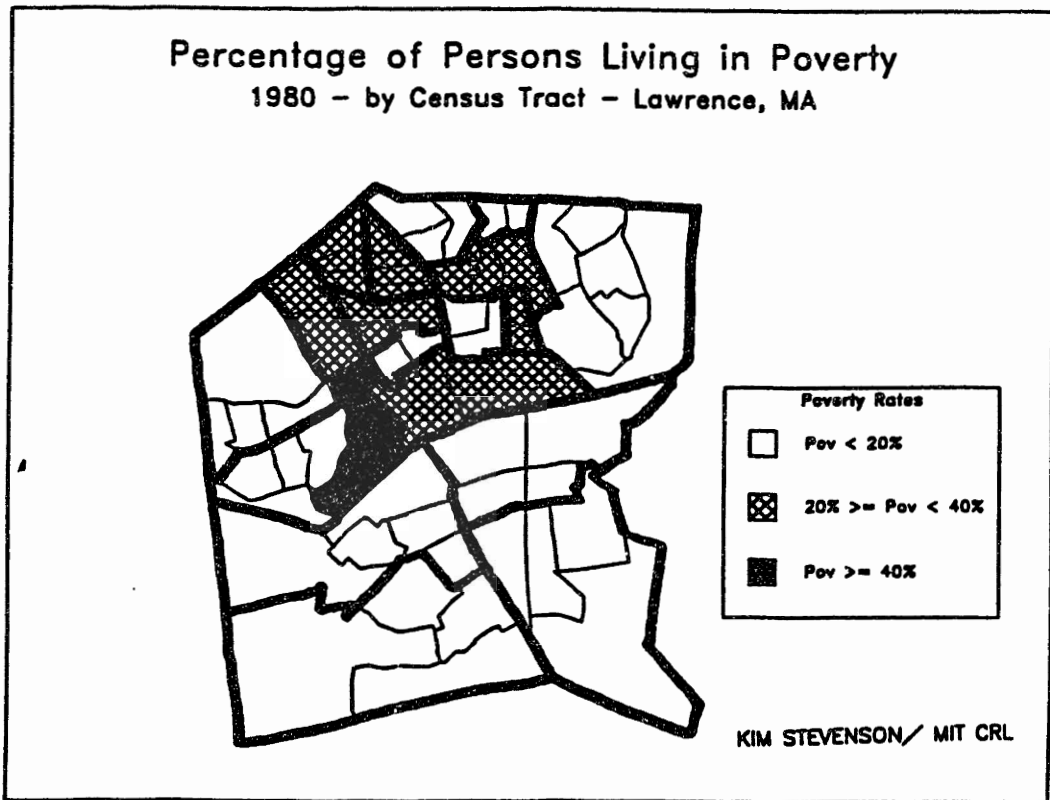 Percentage of Persons Living in Poverty
1980 - by Census Tract - Lawrence, MA
Poverty Rates
Pov < 20%
20% >= Pov < 40%
Pov >= 40%
KIM STEVENSON/ MIT CRL